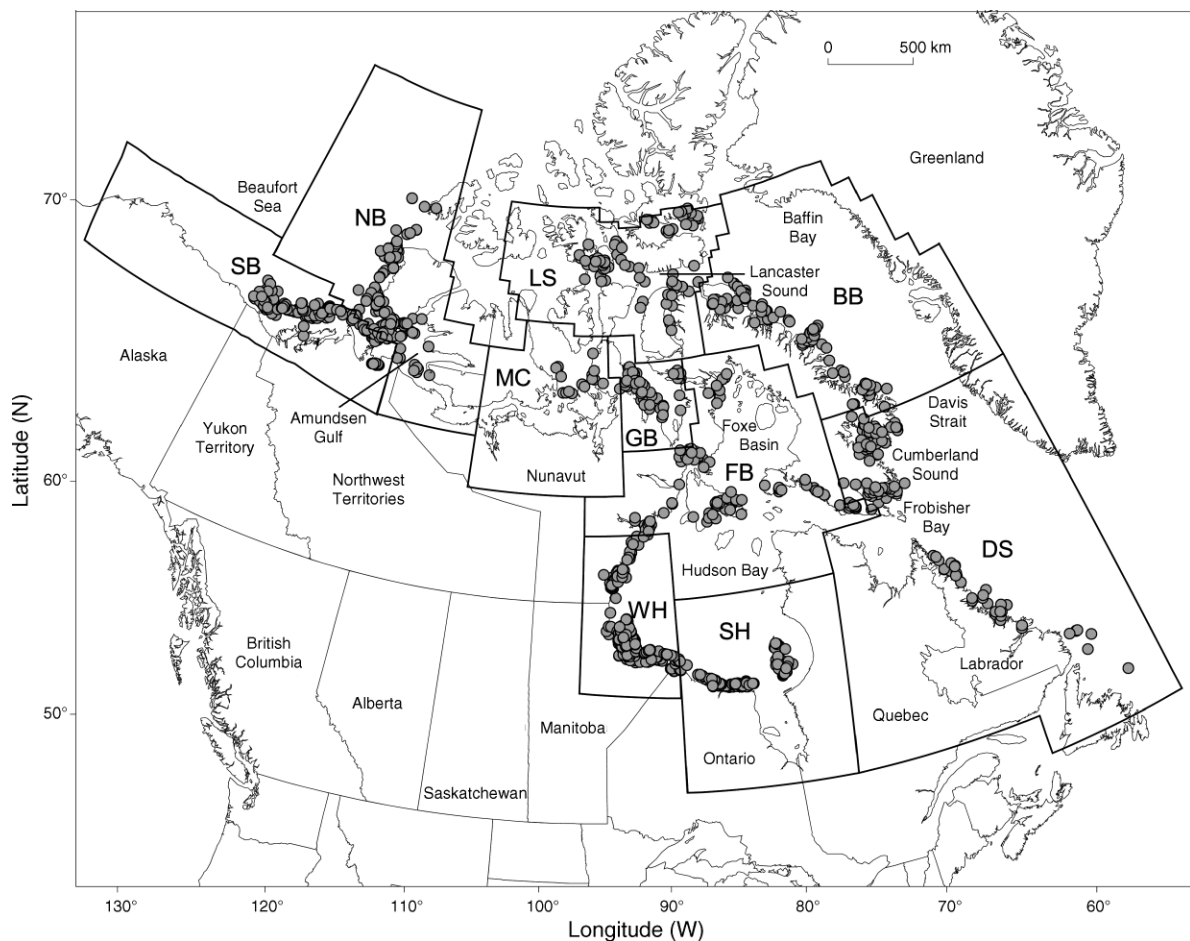 0 500 km
Greenland
70°
Beaufort
Sea
NB
Baffin
Bay
SB
LS
Lancaster
Sound
BB
Alaska
MC
Amundsen
Gulf
Davis
Strait
Yukon
Territory
GB
Foxe
Basin
Cumberland
Sound
FB
Nunavut
Northwest
Territories
60°
Frobisher
Bay
DS
Hudson Bay
WH
SH
British
Columbia
Labrador
Alberta
50°
Quebec
Manitoba
Ontario
Saskatchewan
Latitude (N)
130° 120° 110° 100° 90° 80° 70° 60°
Longitude (W)